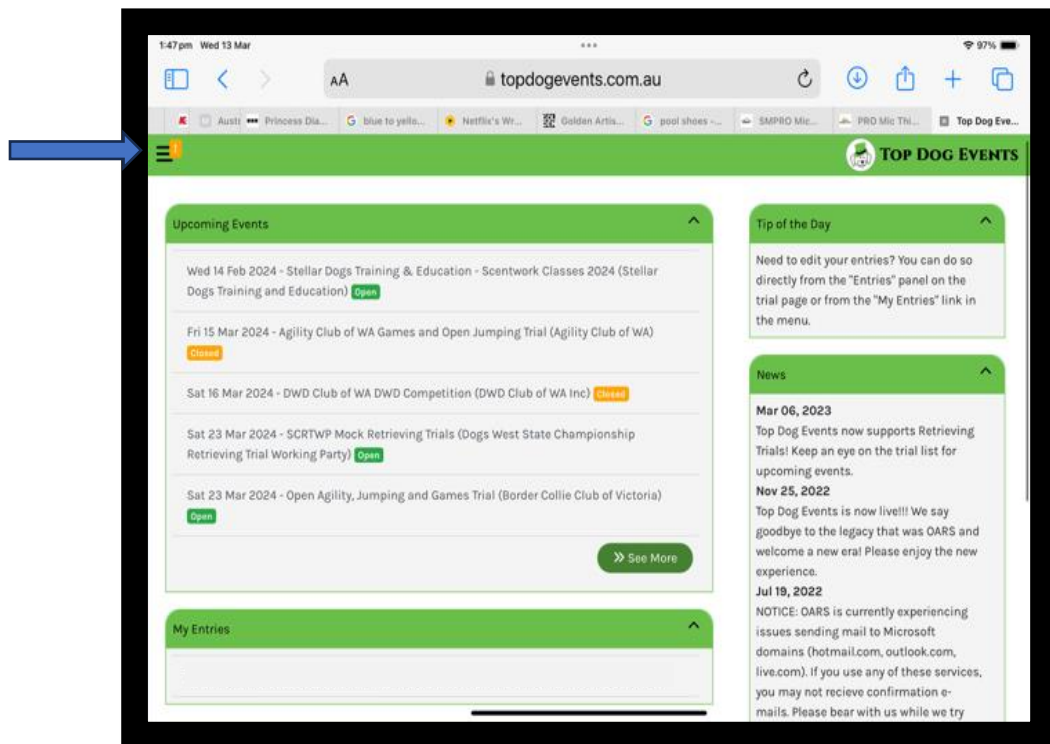 1:47 pm Wed 13 Mar
97%
AA
topdogevents.com.au
Austr
Princess Dia...
blue to yello...
Netflix's Wr...
Golden Artis...
pool shoes -...
SMPRO Mic...
PRO Mic Thi...
Top Dog Eve...
!
TOP DOG EVENTS
Upcoming Events
Wed 14 Feb 2024 - Stellar Dogs Training & Education - Scentwork Classes 2024 (Stellar
Dogs Training and Education) Open
Fri 15 Mar 2024 - Agility Club of WA Games and Open Jumping Trial (Agility Club of WA)
Closed
Sat 16 Mar 2024 - DWD Club of WA DWD Competition (DWD Club of WA Inc) Closed
Sat 23 Mar 2024 - SCRTWP Mock Retrieving Trials (Dogs West State Championship
Retrieving Trial Working Party) Open
Sat 23 Mar 2024 - Open Agility, Jumping and Games Trial (Border Collie Club of Victoria)
Open
See More
My Entries
Tip of the Day
Need to edit your entries? You can do so
directly from the "Entries" panel on the
trial page or from the "My Entries" link in
the menu.
News
Mar 06, 2023
Top Dog Events now supports Retrieving
Trials! Keep an eye on the trial list for
upcoming events.
Nov 25, 2022
Top Dog Events is now live!!! We say
goodbye to the legacy that was OARS and
welcome a new era! Please enjoy the new
experience.
Jul 19, 2022
NOTICE: OARS is currently experiencing
issues sending mail to Microsoft
domains (hotmail.com, outlook.com,
live.com). If you use any of these services,
you may not recieve confirmation e-
mails. Please bear with us while we try